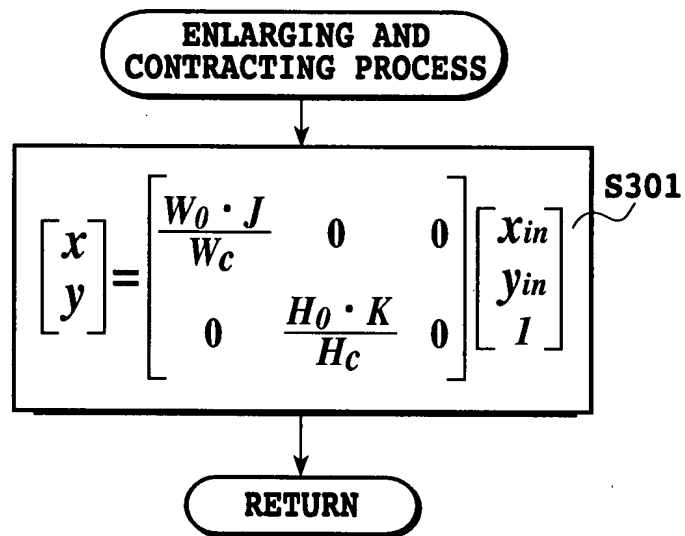 ENLARGING AND
CONTRACTING PROCESS
S301
[x y] = [W0 · J / Wc 0 0
0 H0 · K / Hc 0] [xin yin 1]
RETURN